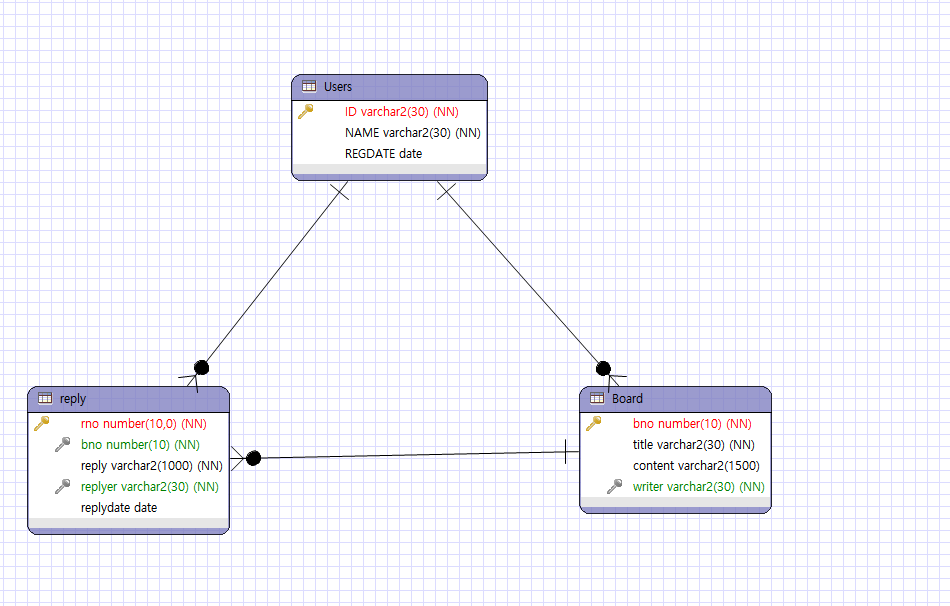 Users
ID varchar2(30) (NN)
NAME varchar2(30) (NN)
REGDATE date
reply
rno number(10,0) (NN)
bno number(10) (NN)
reply varchar2(1000) (NN)
replyer varchar2(30) (NN)
replydate date
Board
bno number(10) (NN)
title varchar2(30) (NN)
content varchar2(1500)
writer varchar2(30) (NN)